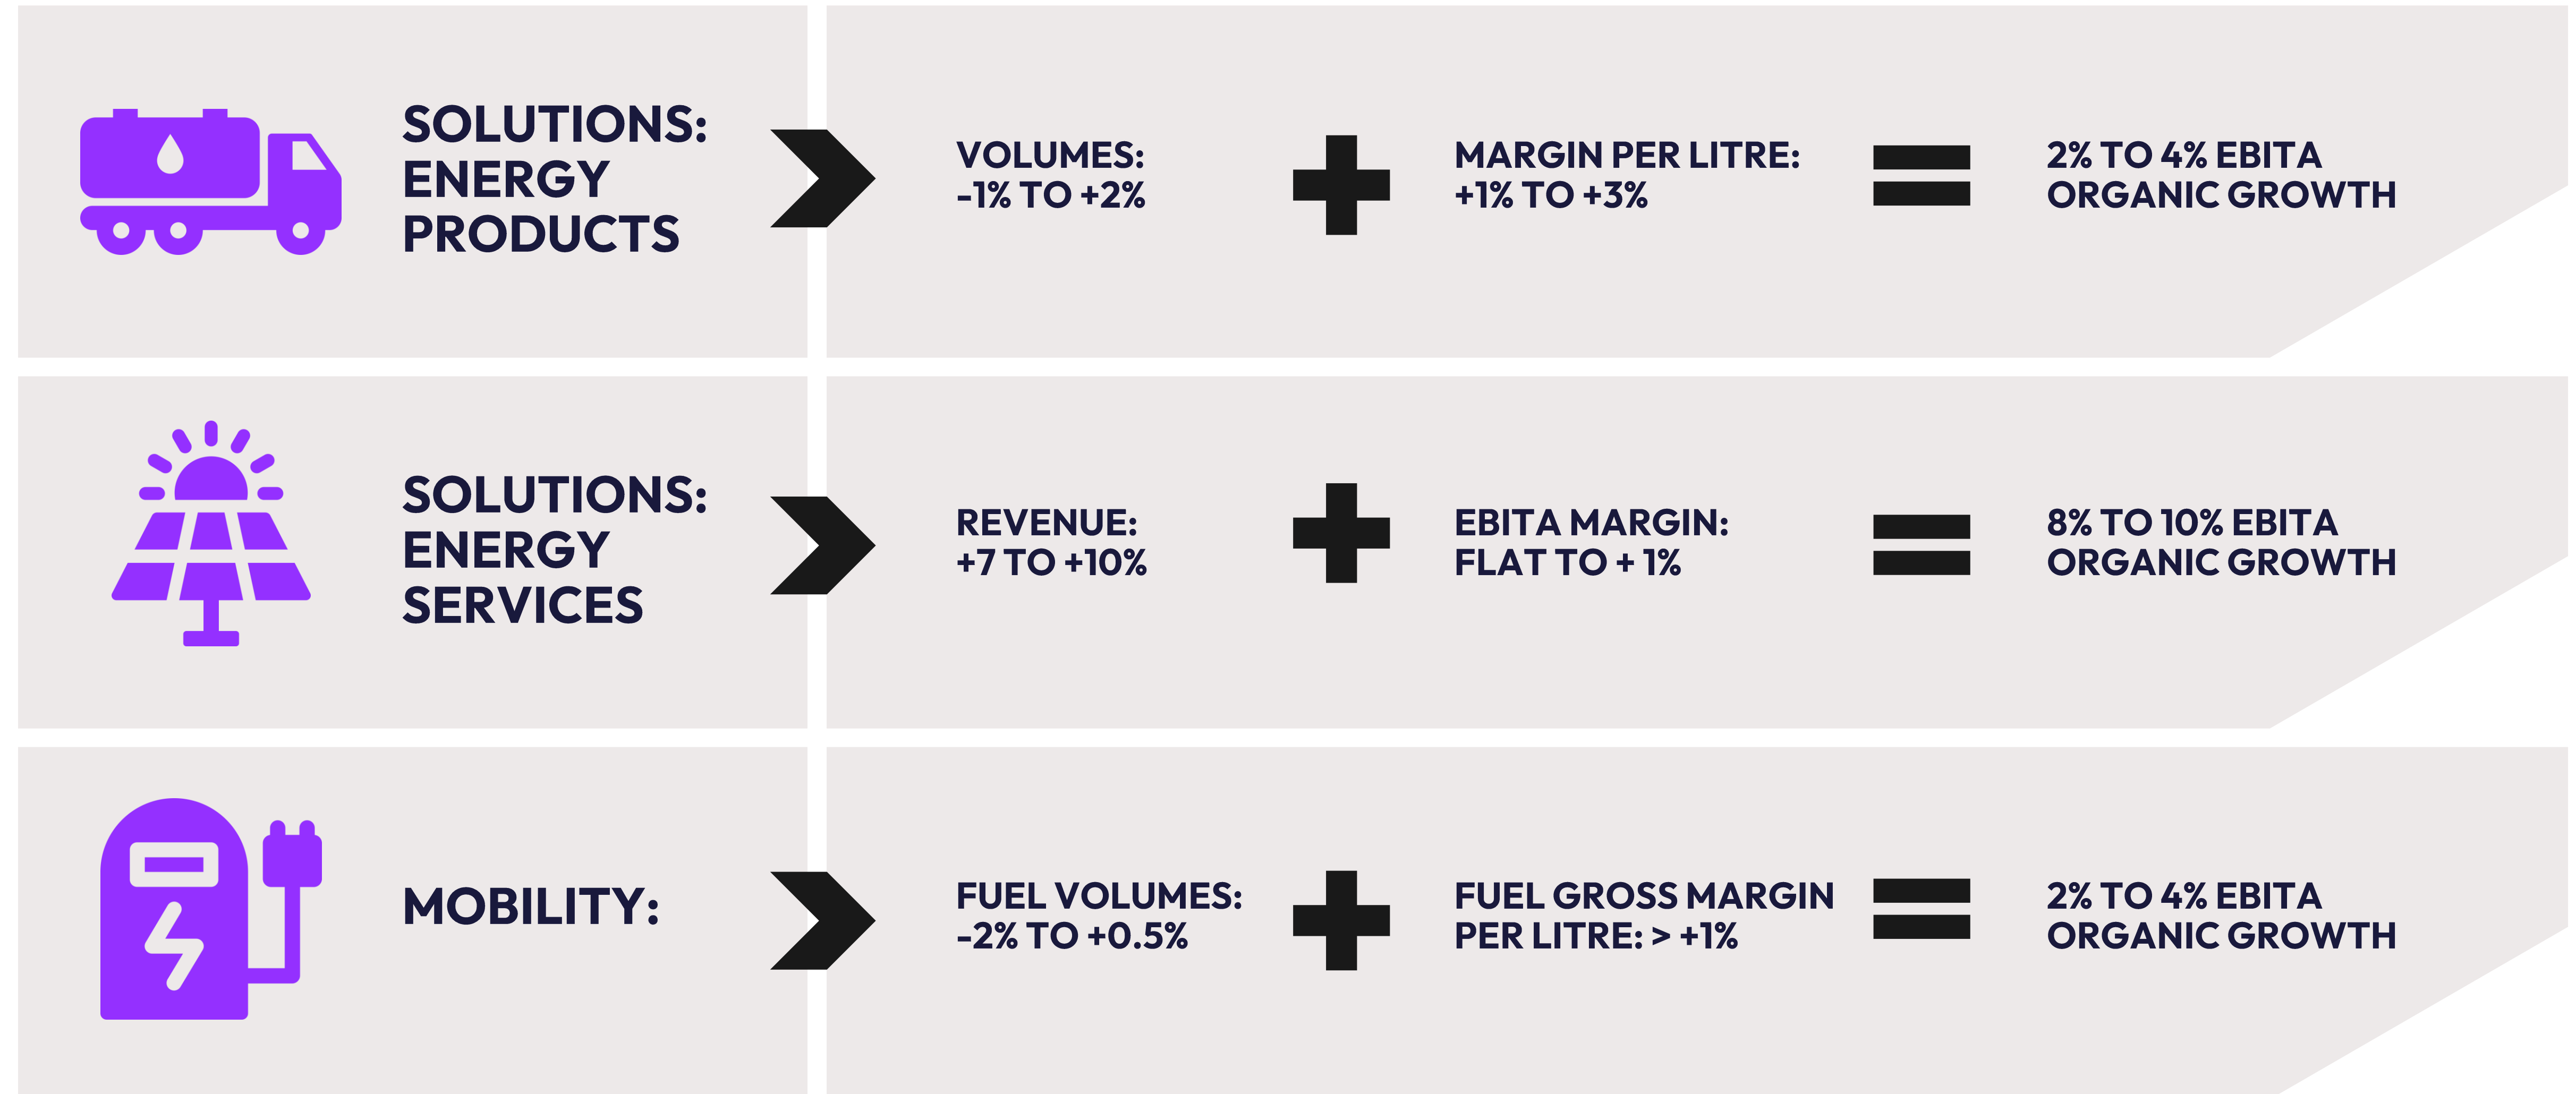 SOLUTIONS:
ENERGY
PRODUCTS
VOLUMES:
-1% TO +2%
MARGIN PER LITRE:
+1% TO +3%
2% TO 4% EBITA
ORGANIC GROWTH
SOLUTIONS:
ENERGY
SERVICES
REVENUE:
+7 TO +10%
EBITA MARGIN:
FLAT TO + 1%
8% TO 10% EBITA
ORGANIC GROWTH
MOBILITY:
FUEL VOLUMES:
-2% TO +0.5%
FUEL GROSS MARGIN
PER LITRE: > +1%
2% TO 4% EBITA
ORGANIC GROWTH